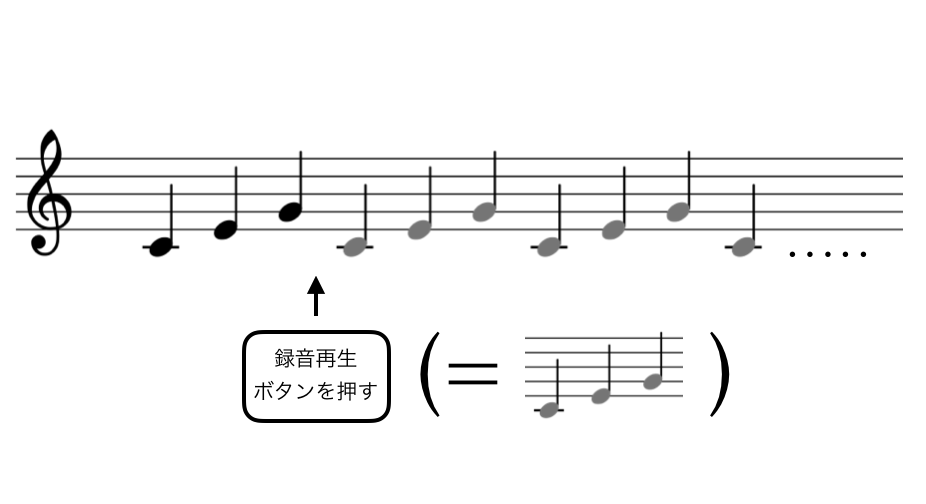 録音再生
ボタンを押す
(= )
.....